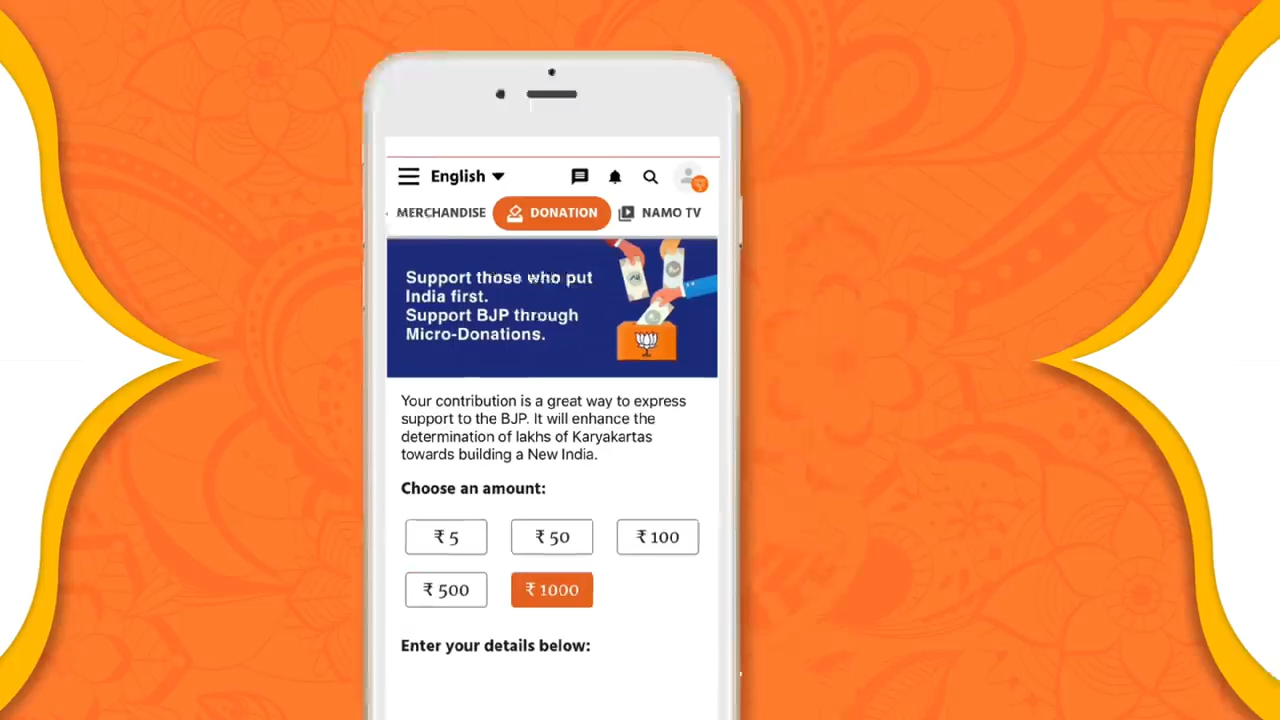 English
MERCHANDISE DONATION NAMO TV
Support those who put
India first.
Support BJP through
Micro-Donations.
Your contribution is a great way to express
support to the BJP. It will enhance the
determination of lakhs of Karyakartas
towards building a New India.
Choose an amount:
₹ 5 ₹ 50 ₹ 100
₹ 500 ₹ 1000
Enter your details below: